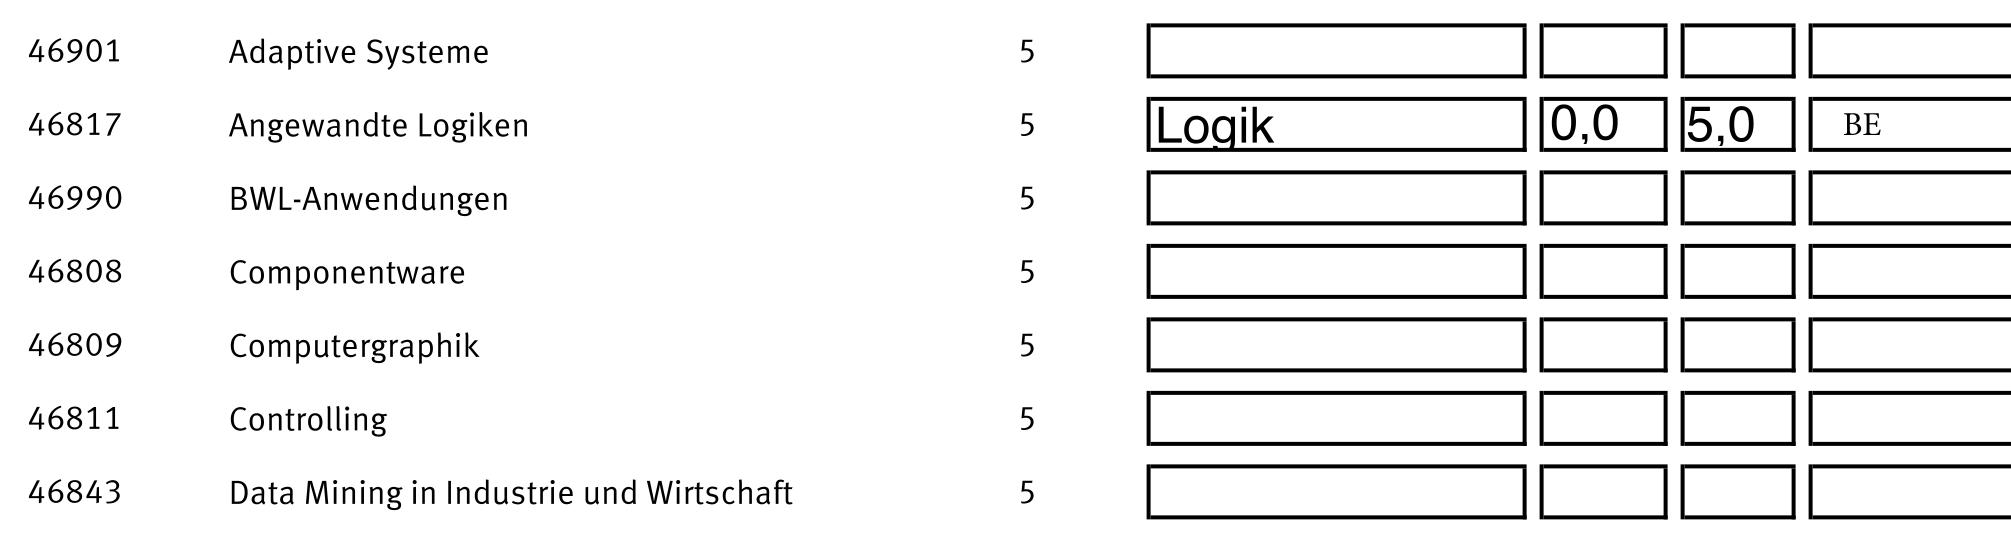 46901 Adaptive Systeme 5
46817 Angewandte Logiken 5 Logik 0,0 5,0 BE
46990 BWL-Anwendungen 5
46808 Componentware 5
46809 Computergraphik 5
46811 Controlling 5
46843 Data Mining in Industrie und Wirtschaft 5